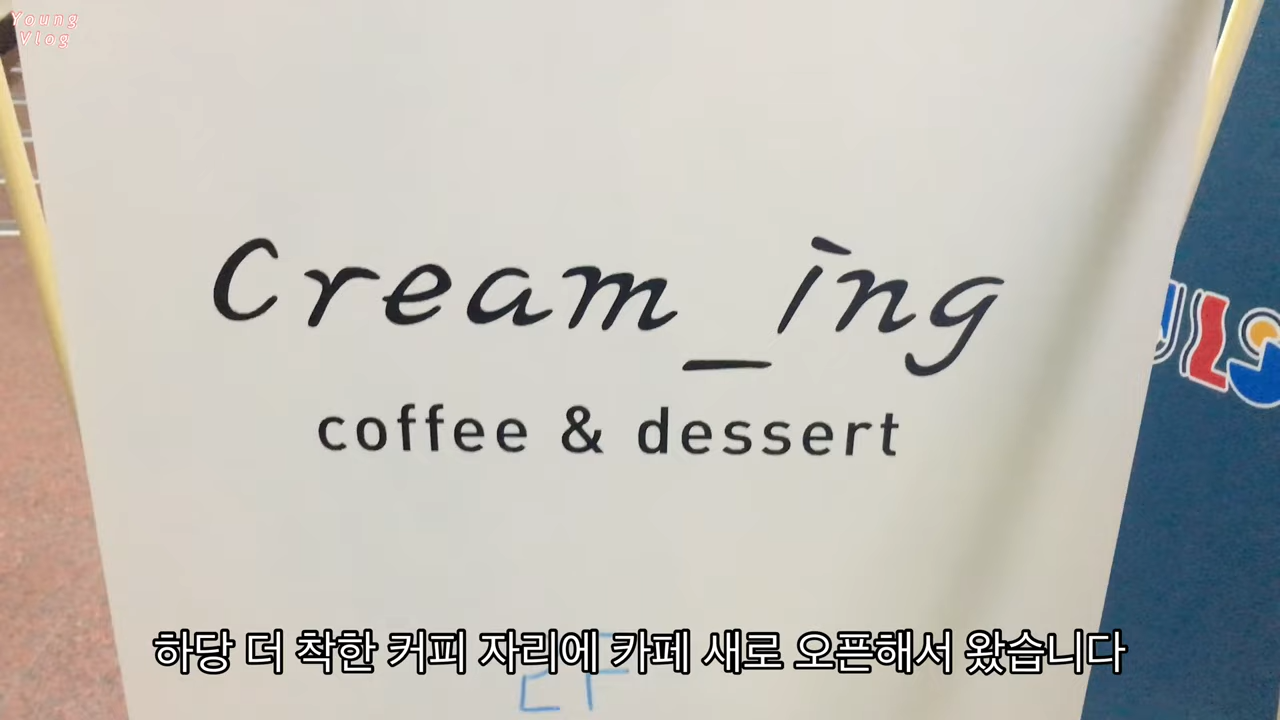 Young
Vlog
Cream_ing
coffee & dessert
하당 더 착한 커피 자리에 카페 새로 오픈해서 왔습니다
2F